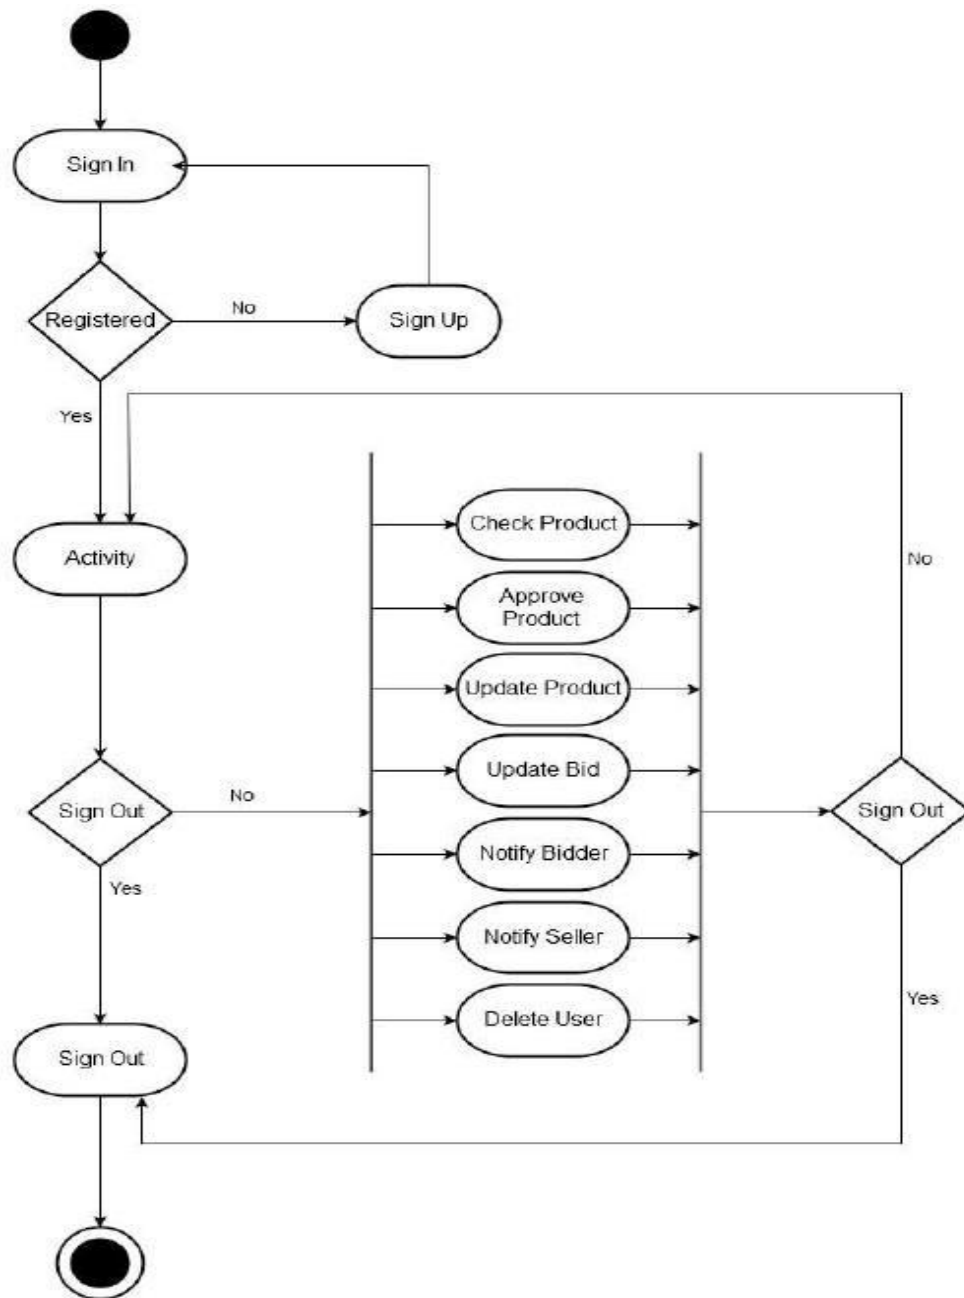 Sign In
Registered
No
Sign Up
Yes
Activity
Check Product
Approve
Product
Update Product
Update Bid
Notify Bidder
Notify Seller
Delete User
Sign Out
No
Yes
Sign Out
No
Sign Out
Yes